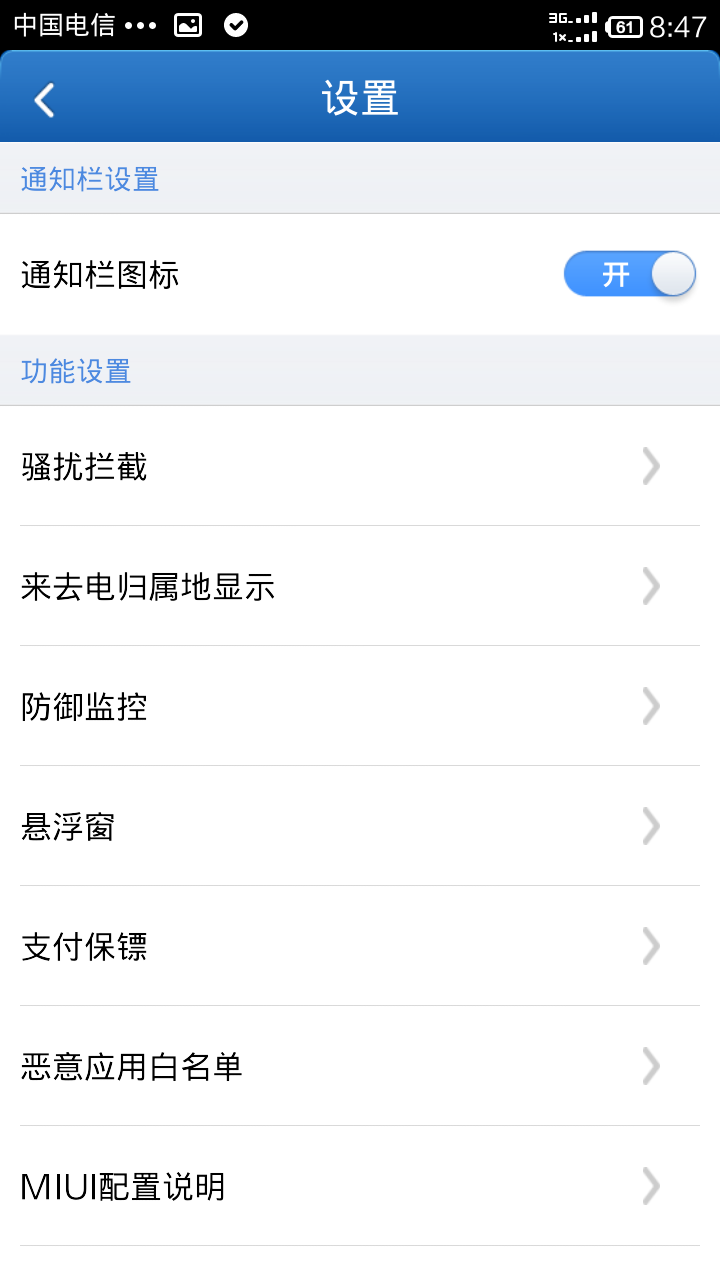 中国电信 ••• 3G 1x 61 8:47
设置
通知栏设置
通知栏图标 开
功能设置
骚扰拦截
来去电归属地显示
防御监控
悬浮窗
支付保镖
恶意应用白名单
MIUI配置说明